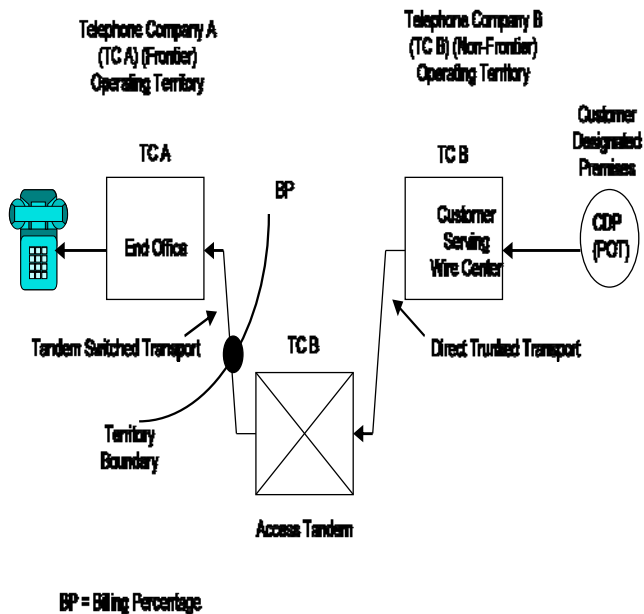 Telephone Company A
(TC A) (Frontier)
Operating Territory
Telephone Company B
(TC B) (Non-Frontier)
Operating Territory
Customer
Designated
Premises
TC A
BP
TC B
End Office
Customer
Serving
Wire Center
CDP
(POT)
Tandem Switched Transport
TC B
Direct Trunked Transport
Territory
Boundary
Access Tandem
BP = Billing Percentage